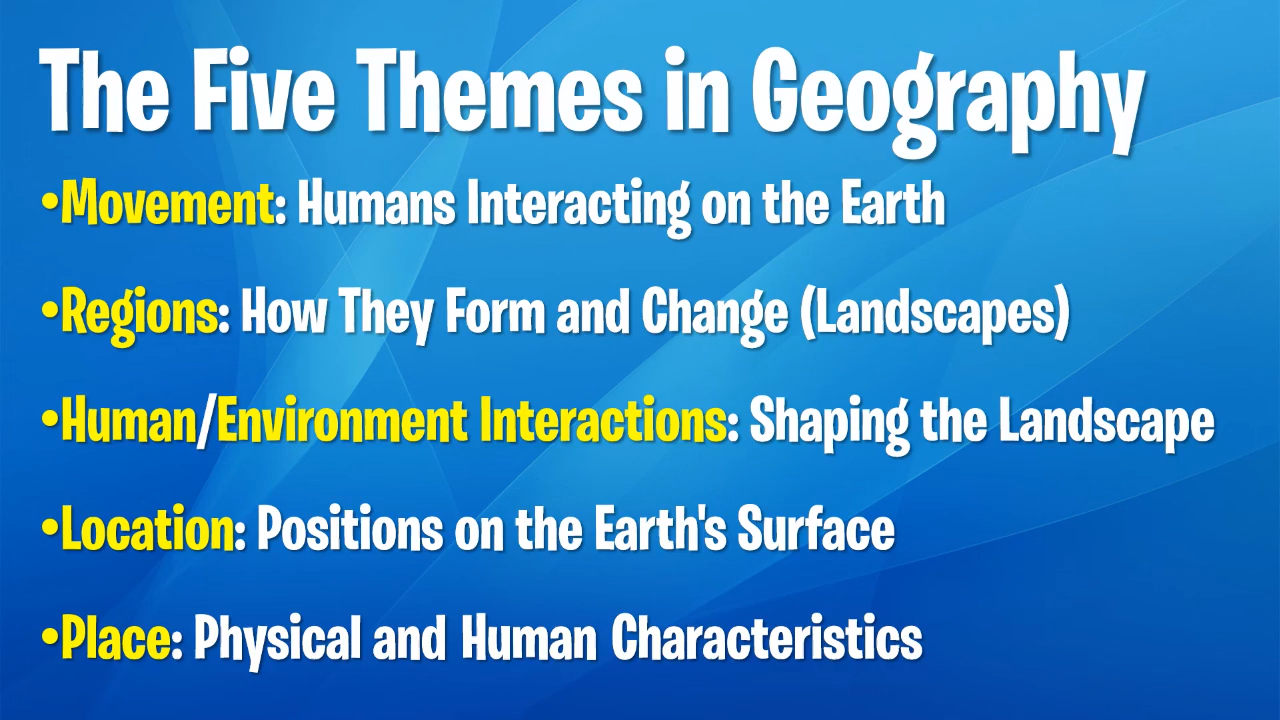 The Five Themes in Geography
•Movement: Humans Interacting on the Earth
•Regions: How They Form and Change (Landscapes)
•Human/Environment Interactions: Shaping the Landscape
•Location: Positions on the Earth's Surface
•Place: Physical and Human Characteristics